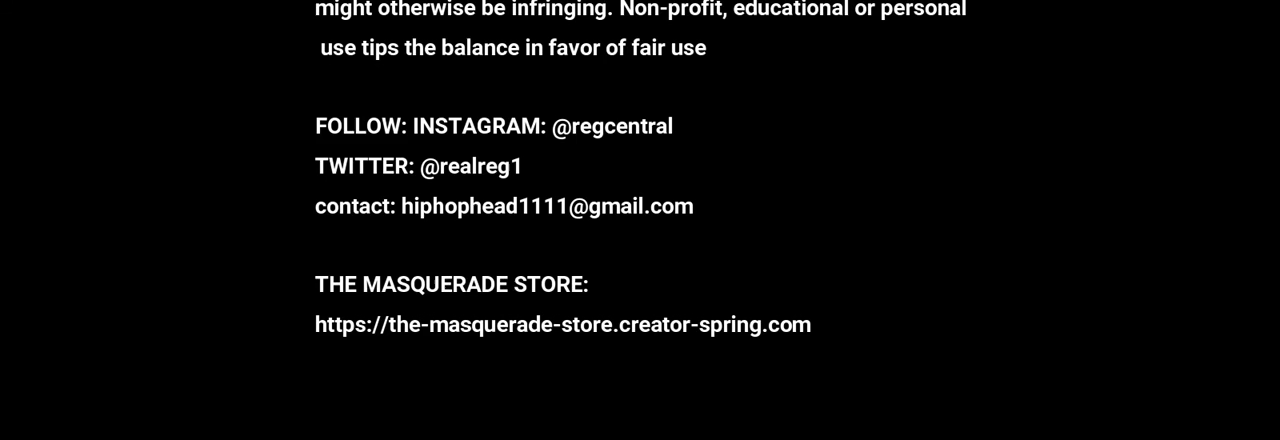 might otherwise be infringing. Non-profit, educational or personal
use tips the balance in favor of fair use
FOLLOW: INSTAGRAM: @regcentral
TWITTER: @realreg1
contact: hiphophead1111@gmail.com
THE MASQUERADE STORE:
https://the-masquerade-store.creator-spring.com